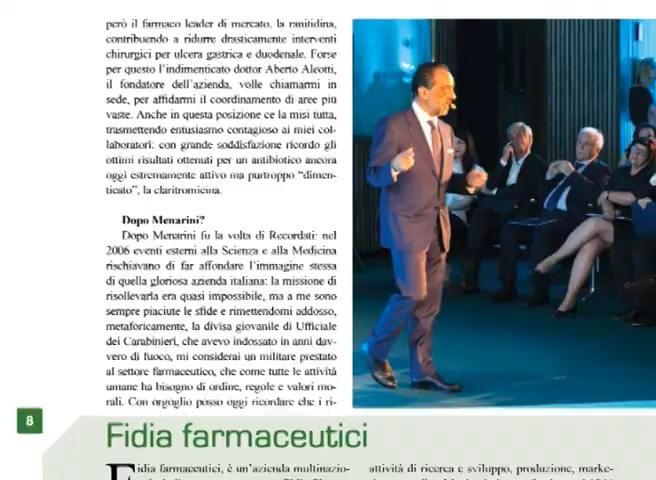 però il farmaco leader di mercato, la ranitidina,
contribuendo a ridurre drasticamente interventi
chirurgici per ulcera gastrica e duodenale. Forse
per questo l'indimenticato dottor Aberto Aleotti,
il fondatore dell'azienda, volle chiamarmi in
sede, per affidarmi il coordinamento di aree più
vaste. Anche in questa posizione ce la misi tutta,
trasmettendo entusiasmo contagioso ai miei col-
laboratori: con grande soddisfazione ricordo gli
ottimi risultati ottenuti per un antibiotico ancora
oggi estremamente attivo ma purtroppo "dimen-
ticato", la claritromicina.
Dopo Menarini?
Dopo Menarini fu la volta di Recordati: nel
2006 eventi esterni alla Scienza e alla Medicina
rischiavano di far affondare l'immagine stessa
di quella gloriosa azienda italiana: la missione di
risollevarla era quasi impossibile, ma a me sono
sempre piaciute le sfide e rimettendomi addosso,
metaforicamente, la divisa giovanile di Ufficiale
dei Carabinieri, che avevo indossato in anni dav-
vero di fuoco, mi considerai un militare prestato
al settore farmaceutico, che come tutte le attività
umane ha bisogno di ordine, regole e valori mo-
rali. Con orgoglio posso oggi ricordare che i ri-
8
Fidia farmaceutici
Fidia farmaceutici, è un'azienda multinazio-
attività di ricerca e sviluppo, produzione, marke-